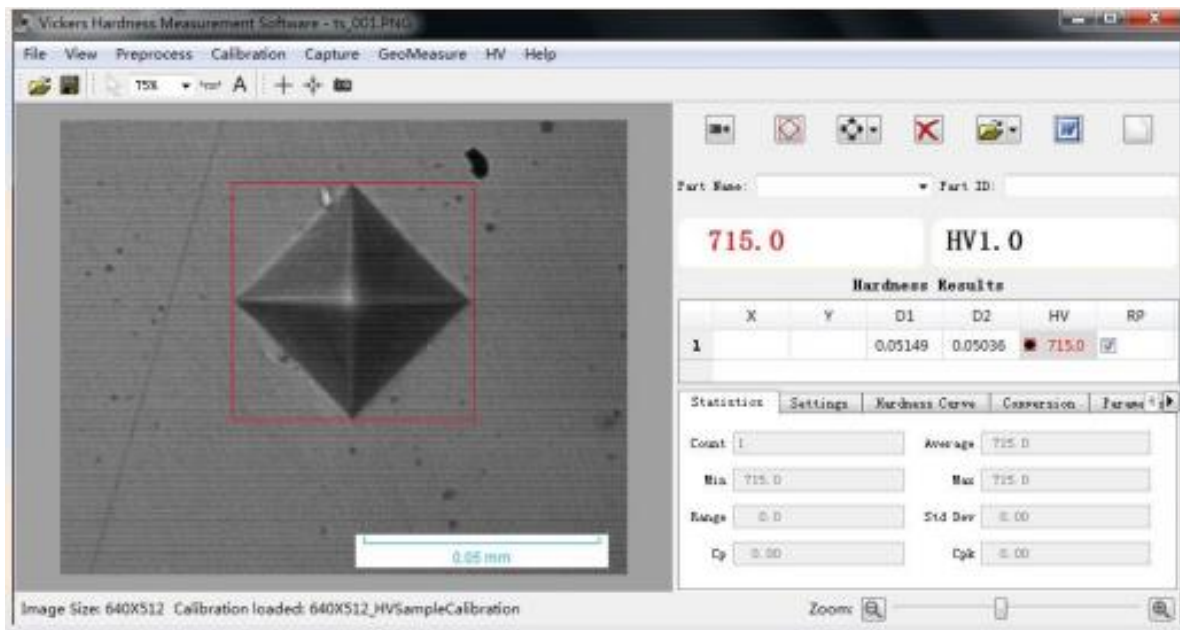 Vickers Hardness Measurement Software - ts_001.PNG
File View Preprocess Calibration Capture GeoMeasure HV Help
75% A
Part Name: Part ID:
715.0 HV1.0
Hardness Results
X Y D1 D2 HV RP
1 0.05149 0.05036 715.0
Statistics Settings Hardness Curve Conversion
Count 1 Average 715.0
Min 715.0 Max 715.0
Range 0.0 Std Dev 0.00
Cp 0.00 Cpk 0.00
0.05 mm
Image Size: 640X512 Calibration loaded: 640X512_HVSampleCalibration Zoom: